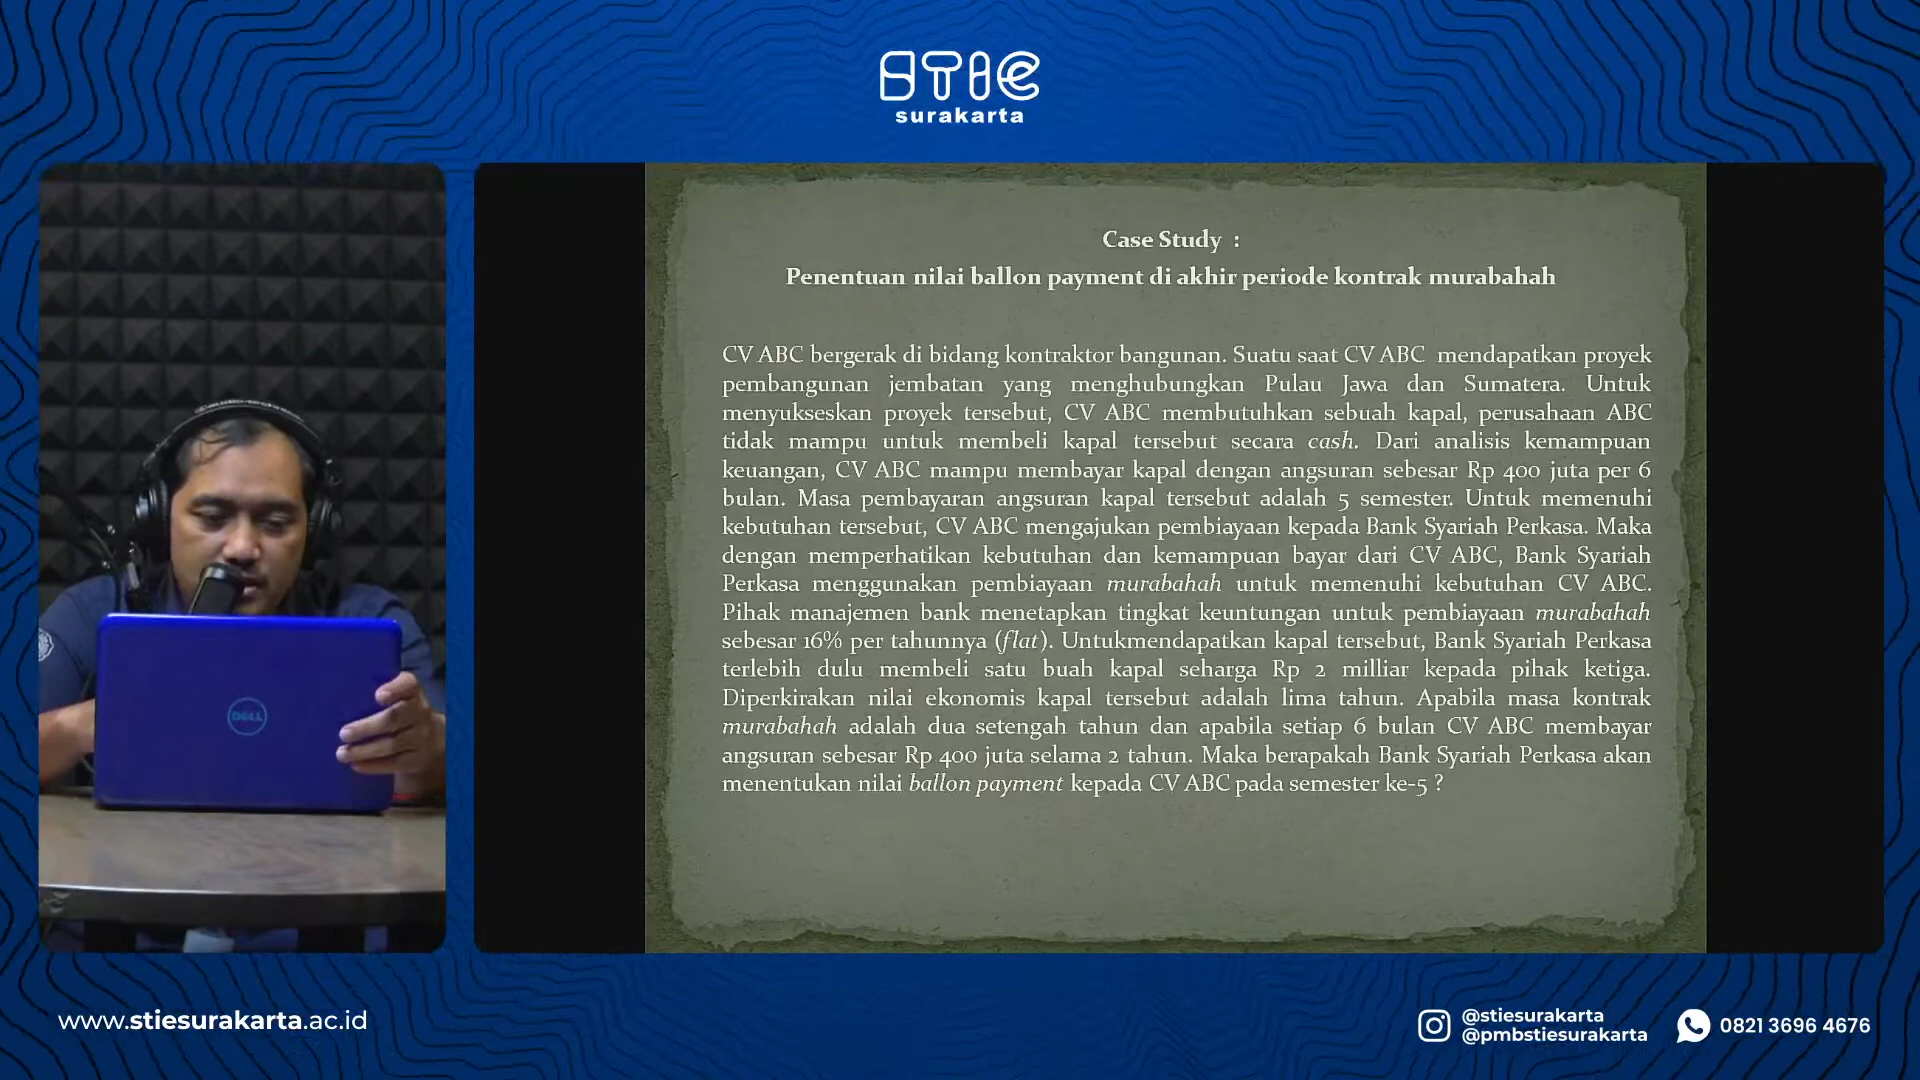 STIE
surakarta
Case Study :
Penentuan nilai ballon payment di akhir periode kontrak murabahah
CV ABC bergerak di bidang kontraktor bangunan. Suatu saat CV ABC mendapatkan proyek
pembangunan jembatan yang menghubungkan Pulau Jawa dan Sumatera. Untuk
menyukseskan proyek tersebut, CV ABC membutuhkan sebuah kapal, perusahaan ABC
tidak mampu untuk membeli kapal tersebut secara cash. Dari analisis kemampuan
keuangan, CV ABC mampu membayar kapal dengan angsuran sebesar Rp 400 juta per 6
bulan. Masa pembayaran angsuran kapal tersebut adalah 5 semester. Untuk memenuhi
kebutuhan tersebut, CV ABC mengajukan pembiayaan kepada Bank Syariah Perkasa. Maka
dengan memperhatikan kebutuhan dan kemampuan bayar dari CV ABC, Bank Syariah
Perkasa menggunakan pembiayaan murabahah untuk memenuhi kebutuhan CV ABC.
Pihak manajemen bank menetapkan tingkat keuntungan untuk pembiayaan murabahah
sebesar 16% per tahunnya (flat). Untukmendapatkan kapal tersebut, Bank Syariah Perkasa
terlebih dulu membeli satu buah kapal seharga Rp 2 milliar kepada pihak ketiga.
Diperkirakan nilai ekonomis kapal tersebut adalah lima tahun. Apabila masa kontrak
murabahah adalah dua setengah tahun dan apabila setiap 6 bulan CV ABC membayar
angsuran sebesar Rp 400 juta selama 2 tahun. Maka berapakah Bank Syariah Perkasa akan
menentukan nilai ballon payment kepada CV ABC pada semester ke-5 ?
DELL
www.stiesurakarta.ac.id
@stiesurakarta
@pmbstiesurakarta
0821 3696 4676